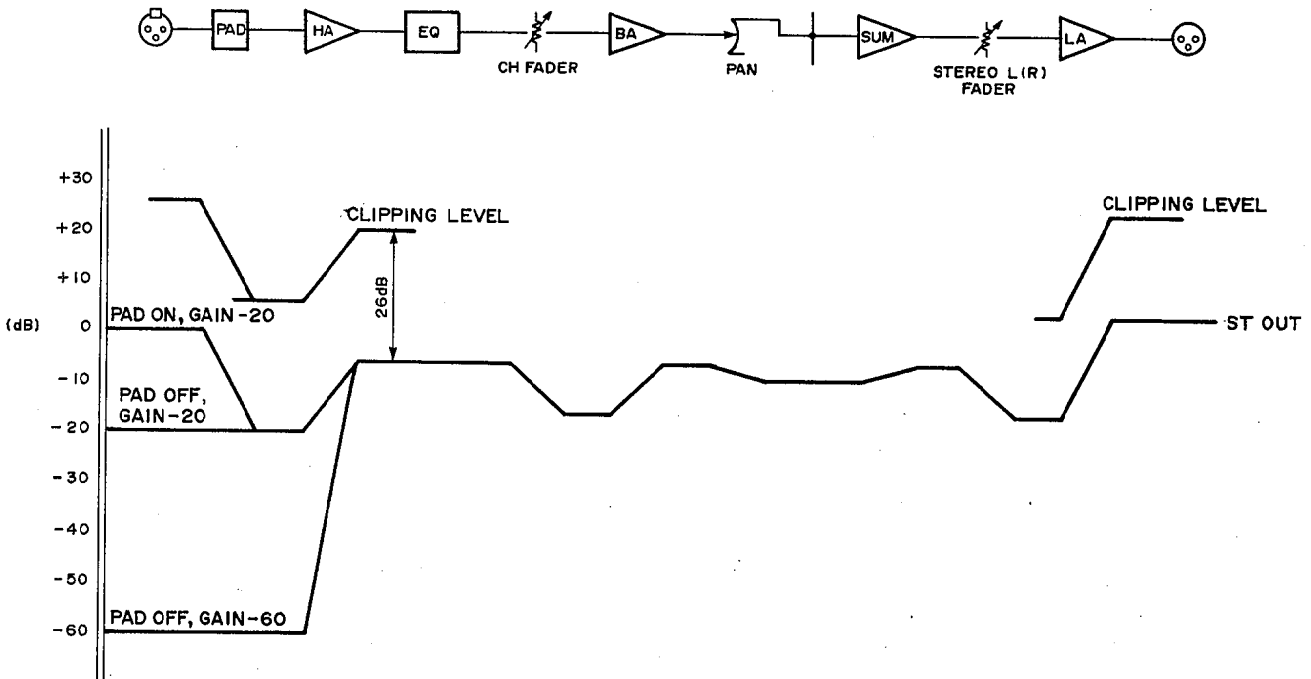 PAD
HA
EQ
CH FADER
BA
PAN
SUM
STEREO L(R)
FADER
LA
+30
+20
+10
(dB)
0
-10
-20
-30
-40
-50
-60
CLIPPING LEVEL
26dB
PAD ON, GAIN-20
PAD OFF,
GAIN-20
PAD OFF, GAIN-60
CLIPPING LEVEL
ST OUT